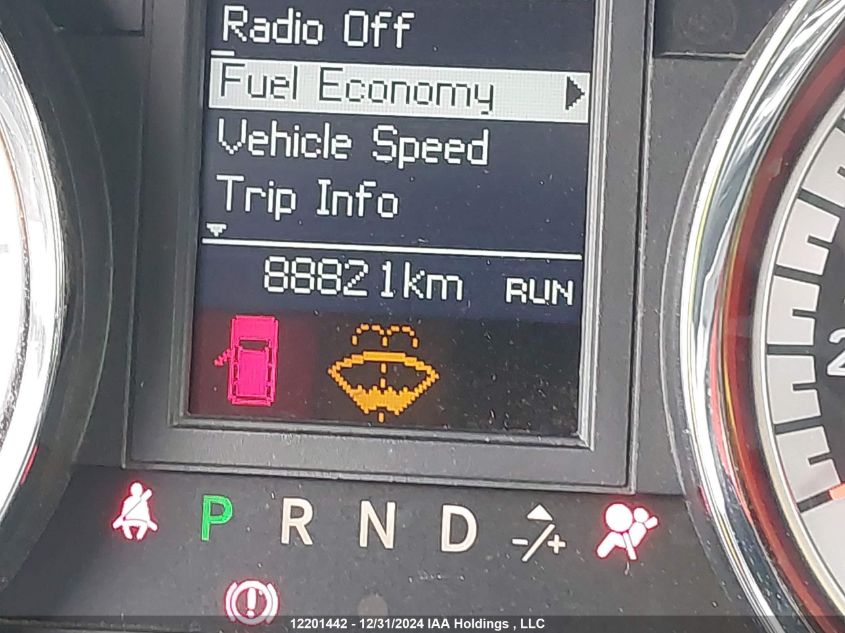 Radio Off
Fuel Economy
Vehicle Speed
Trip Info
88821km RUN
P R N D -/+
12201442 - 12/31/2024 IAA Holdings , LLC